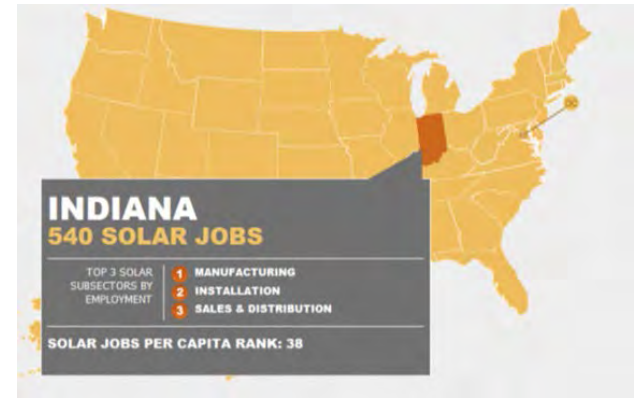 INDIANA
540 SOLAR JOBS
TOP 3 SOLAR
SUBSECTORS BY
EMPLOYMENT
1 MANUFACTURING
2 INSTALLATION
3 SALES & DISTRIBUTION
SOLAR JOBS PER CAPITA RANK: 38